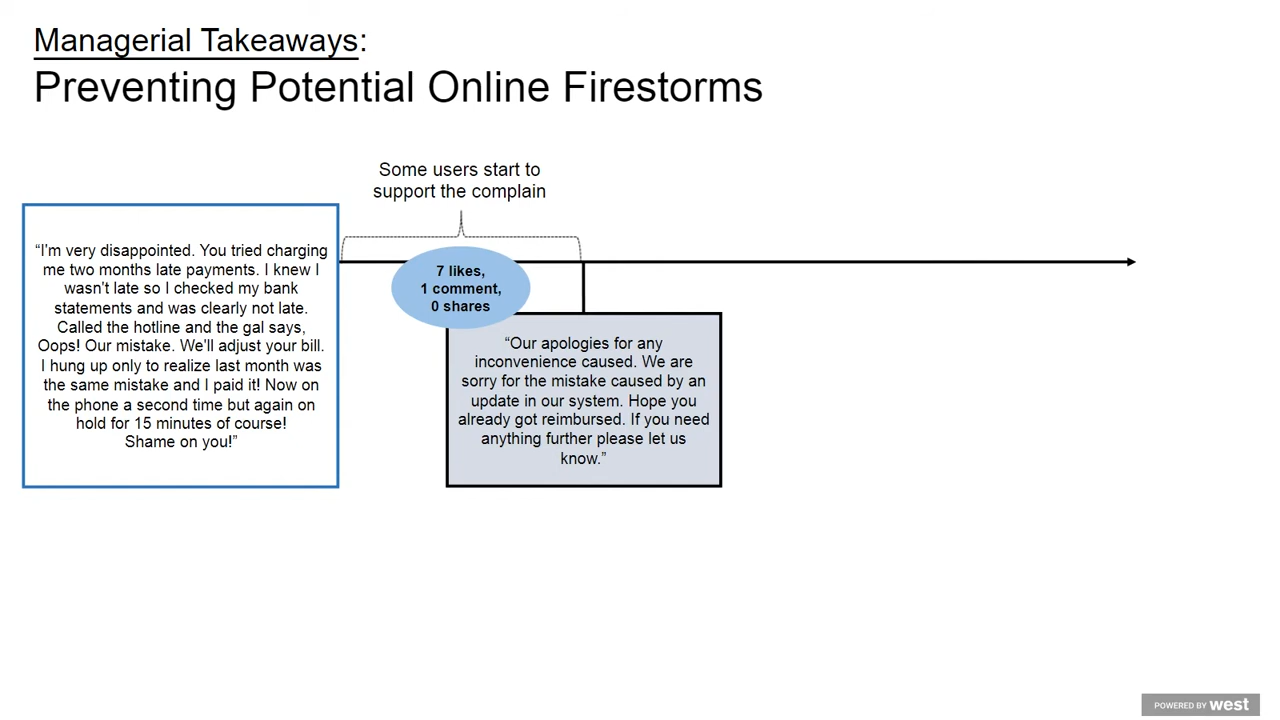 Managerial Takeaways:
Preventing Potential Online Firestorms
Some users start to
support the complain
“I'm very disappointed. You tried charging
me two months late payments. I knew I
wasn't late so I checked my bank
statements and was clearly not late.
Called the hotline and the gal says,
Oops! Our mistake. We'll adjust your bill.
I hung up only to realize last month was
the same mistake and I paid it! Now on
the phone a second time but again on
hold for 15 minutes of course!
Shame on you!”
7 likes,
1 comment,
0 shares
“Our apologies for any
inconvenience caused. We are
sorry for the mistake caused by an
update in our system. Hope you
already got reimbursed. If you need
anything further please let us
know.”
POWERED BY west